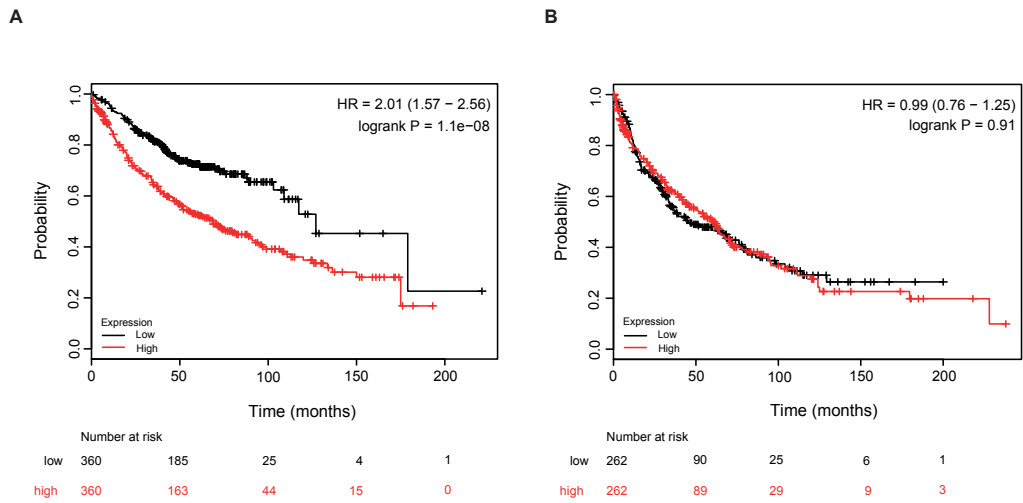 A
HR = 2.01 (1.57 − 2.56)
logrank P = 1.1e−08
Probability
1.0
0.8
0.6
0.4
0.2
0.0
Expression
Low
High
0 50 100 150 200
Time (months)
Number at risk
low 360 185 25 4 1
high 360 163 44 15 0
B
HR = 0.99 (0.76 − 1.25)
logrank P = 0.91
Probability
1.0
0.8
0.6
0.4
0.2
0.0
Expression
Low
High
0 50 100 150 200
Time (months)
Number at risk
low 262 90 25 6 1
high 262 89 29 9 3